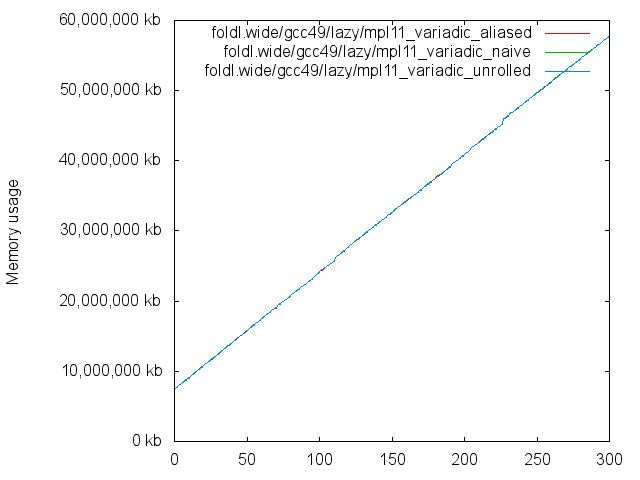 60,000,000 kb
foldl.wide/gcc49/lazy/mpl11_variadic_aliased
foldl.wide/gcc49/lazy/mpl11_variadic_naive
foldl.wide/gcc49/lazy/mpl11_variadic_unrolled
50,000,000 kb
40,000,000 kb
30,000,000 kb
20,000,000 kb
10,000,000 kb
0 kb
Memory usage
0 50 100 150 200 250 300